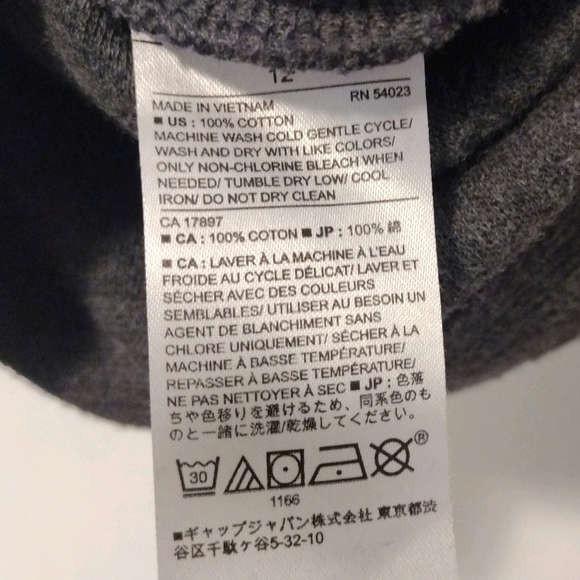 12
RN 54023
MADE IN VIETNAM
■ US : 100% COTTON
MACHINE WASH COLD GENTLE CYCLE/
WASH AND DRY WITH LIKE COLORS/
ONLY NON-CHLORINE BLEACH WHEN
NEEDED/ TUMBLE DRY LOW/ COOL
IRON/ DO NOT DRY CLEAN
CA 17897
■ CA : 100% COTON ■ JP : 100% 綿
■ CA : LAVER À LA MACHINE À L'EAU
FROIDE AU CYCLE DÉLICAT/ LAVER ET
SÉCHER AVEC DES COULEURS
SEMBLABLES/ UTILISER AU BESOIN UN
AGENT DE BLANCHIMENT SANS
CHLORE UNIQUEMENT/ SÉCHER À LA
MACHINE À BASSE TEMPÉRATURE/
REPASSER À BASSE TEMPÉRATURE/
NE PAS NETTOYER À SEC ■ JP : 色落
ちや色移りを避けるため、同系色のも
のと一緒に洗濯/乾燥してください。
30
®
1166
■ギャップジャパン株式会社 東京都渋
谷区千駄ヶ谷5-32-10